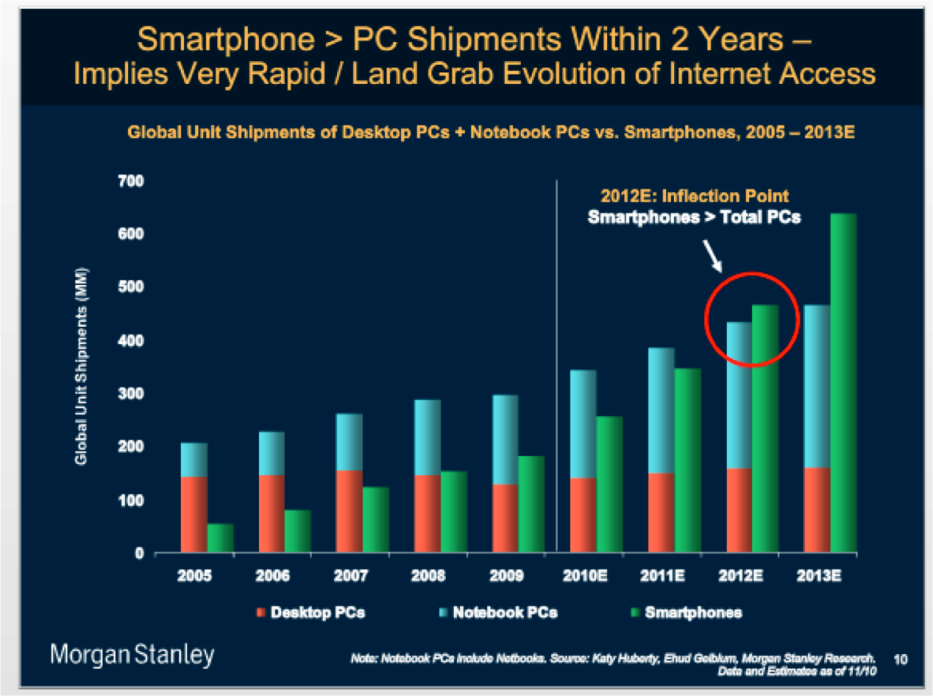 Smartphone > PC Shipments Within 2 Years –
Implies Very Rapid / Land Grab Evolution of Internet Access
Global Unit Shipments of Desktop PCs + Notebook PCs vs. Smartphones, 2005 – 2013E
700
2012E: Inflection Point
Smartphones > Total PCs
600
500
400
300
200
100
0
Global Unit Shipments (MM)
2005 2006 2007 2008 2009 2010E 2011E 2012E 2013E
Desktop PCs Notebook PCs Smartphones
Morgan Stanley
Note: Notebook PCs include Netbooks. Source: Katy Huberty, Ehud Gelblum, Morgan Stanley Research.
Data and Estimates as of 11/10
10